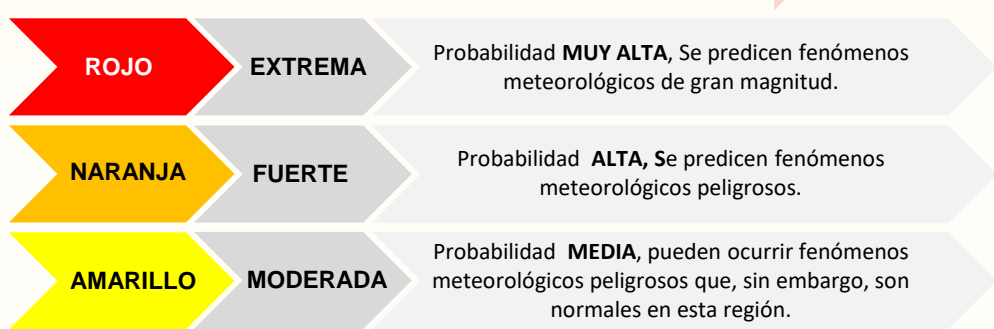 ROJO
EXTREMA
Probabilidad MUY ALTA, Se predicen fenómenos
meteorológicos de gran magnitud.
NARANJA
FUERTE
Probabilidad ALTA, Se predicen fenómenos
meteorológicos peligrosos.
AMARILLO
MODERADA
Probabilidad MEDIA, pueden ocurrir fenómenos
meteorológicos peligrosos que, sin embargo, son
normales en esta región.